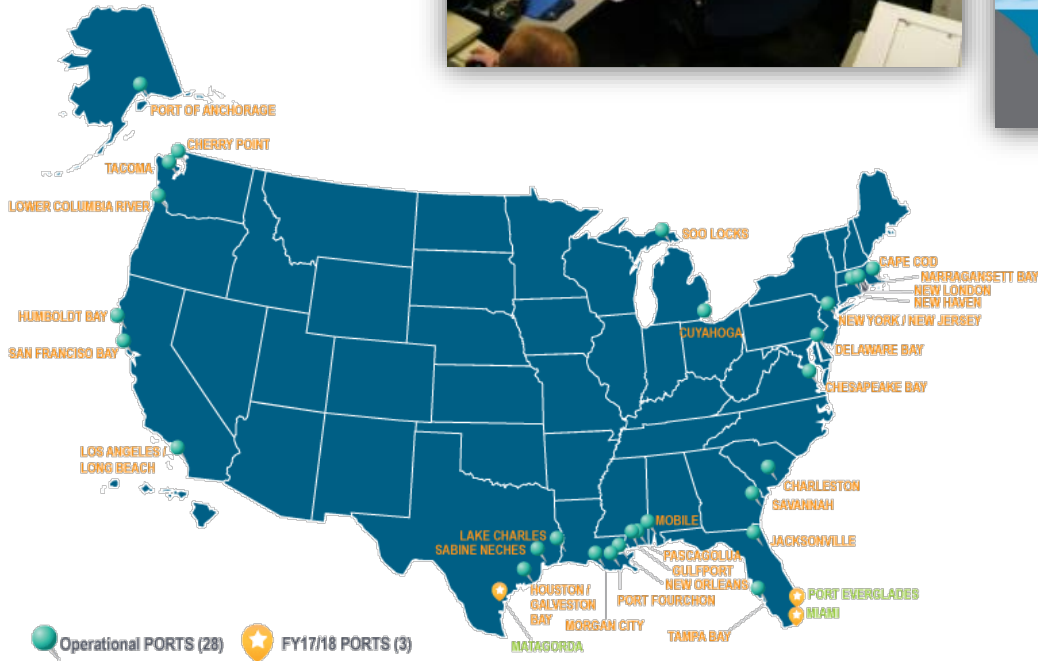 PORT OF ANCHORAGE
CHERRY POINT
TACOMA
LOWER COLUMBIA RIVER
SOO LOCKS
CAPE COD
NARRAGANSETT BAY
NEW LONDON
NEW HAVEN
HUMBOLDT BAY
CUYAHOGA
NEW YORK / NEW JERSEY
SAN FRANCISO BAY
DELAWARE BAY
CHESAPEAKE BAY
LOS ANGELES /
LONG BEACH
CHARLESTON
SAVANNAH
MOBILE
LAKE CHARLES
SABINE NECHES
JACKSONVILLE
PASCAGOULA
GULFPORT
NEW ORLEANS
HOUSTON /
GALVESTON
BAY
PORT FOURCHON
PORT EVERGLADES
MIAMI
MORGAN CITY
TAMPA BAY
MATAGORDA
Operational PORTS (28)
FY17/18 PORTS (3)